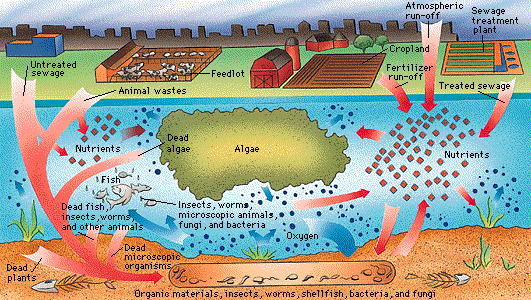 Atmospheric
run-off
Sewage
treatment
plant
Untreated
sewage
Feedlot
Cropland
Fertilizer
run-off
Animal wastes
Treated sewage
Nutrients
Dead
algae
Algae
Nutrients
Fish
Dead fish,
insects, worms,
and other animals
Insects, worms,
microscopic animals,
fungi, and bacteria
Oxygen
Dead
microscopic
organisms
Dead
plants
Organic materials, insects, worms, shellfish, bacteria, and fungi